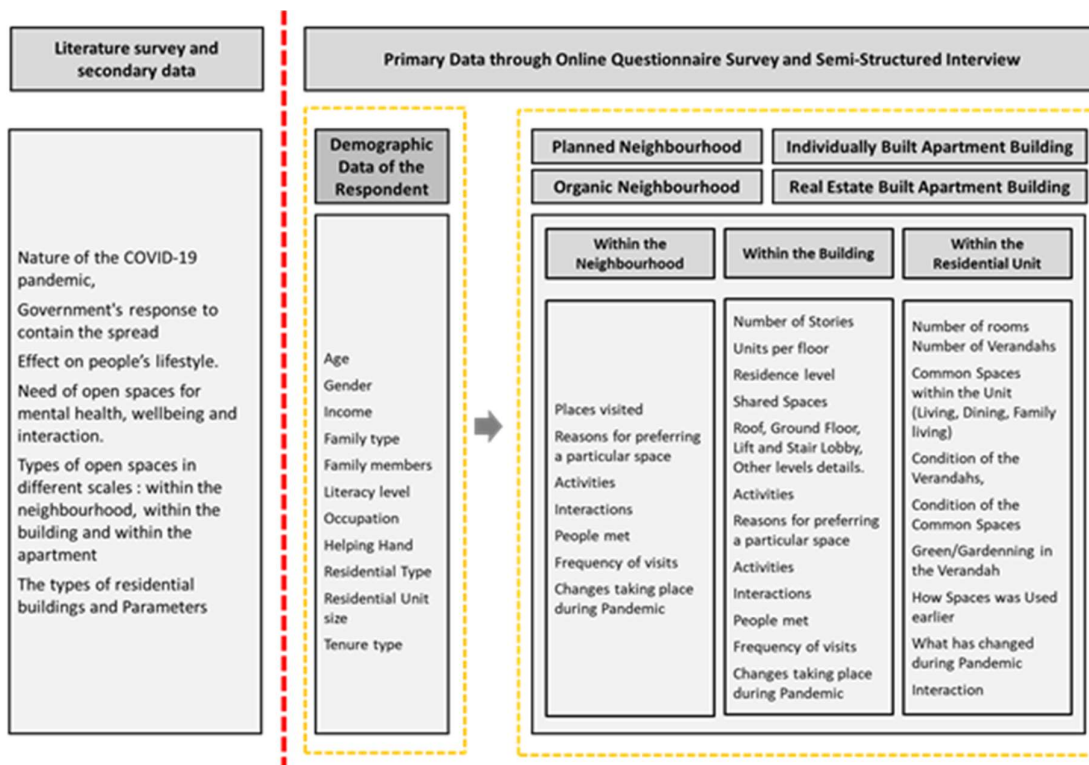 Literature survey and
secondary data
Nature of the COVID-19
pandemic,
Government's response to
contain the spread
Effect on people's lifestyle.
Need of open spaces for
mental health, wellbeing and
interaction.
Types of open spaces in
different scales : within the
neighbourhood, within the
building and within the
apartment
The types of residential
buildings and Parameters
Primary Data through Online Questionnaire Survey and Semi-Structured Interview
Demographic
Data of the
Respondent
Age
Gender
Income
Family type
Family members
Literacy level
Occupation
Helping Hand
Residential Type
Residential Unit
size
Tenure type
Planned Neighbourhood
Individually Built Apartment Building
Organic Neighbourhood
Real Estate Built Apartment Building
Within the
Neighbourhood
Places visited
Reasons for preferring
a particular space
Activities
Interactions
People met
Frequency of visits
Changes taking place
during Pandemic
Within the Building
Number of Stories
Units per floor
Residence level
Shared Spaces
Roof, Ground Floor,
Lift and Stair Lobby,
Other levels details.
Activities
Reasons for preferring
a particular space
Activities
Interactions
People met
Frequency of visits
Changes taking place
during Pandemic
Within the
Residential Unit
Number of rooms
Number of Verandahs
Common Spaces
within the Unit
(Living, Dining, Family
living)
Condition of the
Verandahs,
Condition of the
Common Spaces
Green/Gardenning in
the Verandah
How Spaces was Used
earlier
What has changed
during Pandemic
Interaction